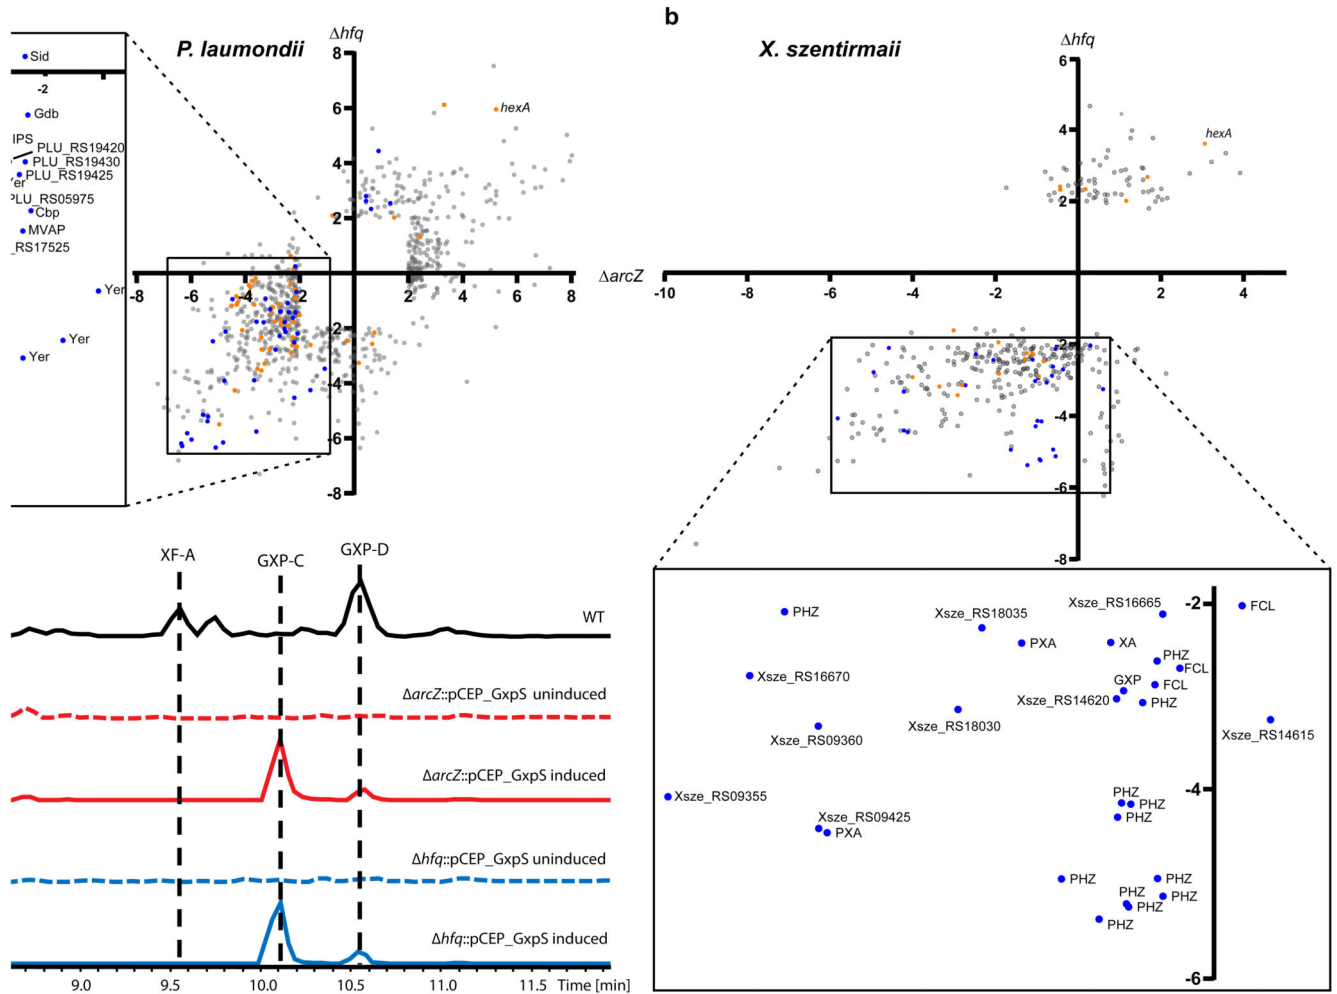 b
Δhfq
P. laumondii
8
6
4
2
hexA
-8
-6
-4
-2
2
4
6
8
ΔarcZ
-2
-4
-6
-8
Sid
-2
Gdb
IPS
PLU_RS19420
PLU_RS19430
PLU_RS19425
PLU_RS05975
Cbp
MVAP
_RS17525
Yer
Yer
Yer
X. szentirmaii
Δhfq
6
4
2
hexA
-10
-8
-6
-4
-2
2
4
-2
-4
-6
-8
XF-A
GXP-C
GXP-D
WT
ΔarcZ::pCEP_GxpS uninduced
ΔarcZ::pCEP_GxpS induced
Δhfq::pCEP_GxpS uninduced
Δhfq::pCEP_GxpS induced
9.0
9.5
10.0
10.5
11.0
11.5
Time [min]
-2
FCL
PHZ
Xsze_RS18035
Xsze_RS16665
PXA
XA
PHZ
FCL
Xsze_RS16670
GXP
FCL
Xsze_RS14620
PHZ
Xsze_RS18030
Xsze_RS09360
Xsze_RS14615
-4
Xsze_RS09355
PHZ
PHZ
PHZ
Xsze_RS09425
PXA
PHZ
PHZ
PHZ
PHZ
PHZ
PHZ
-6